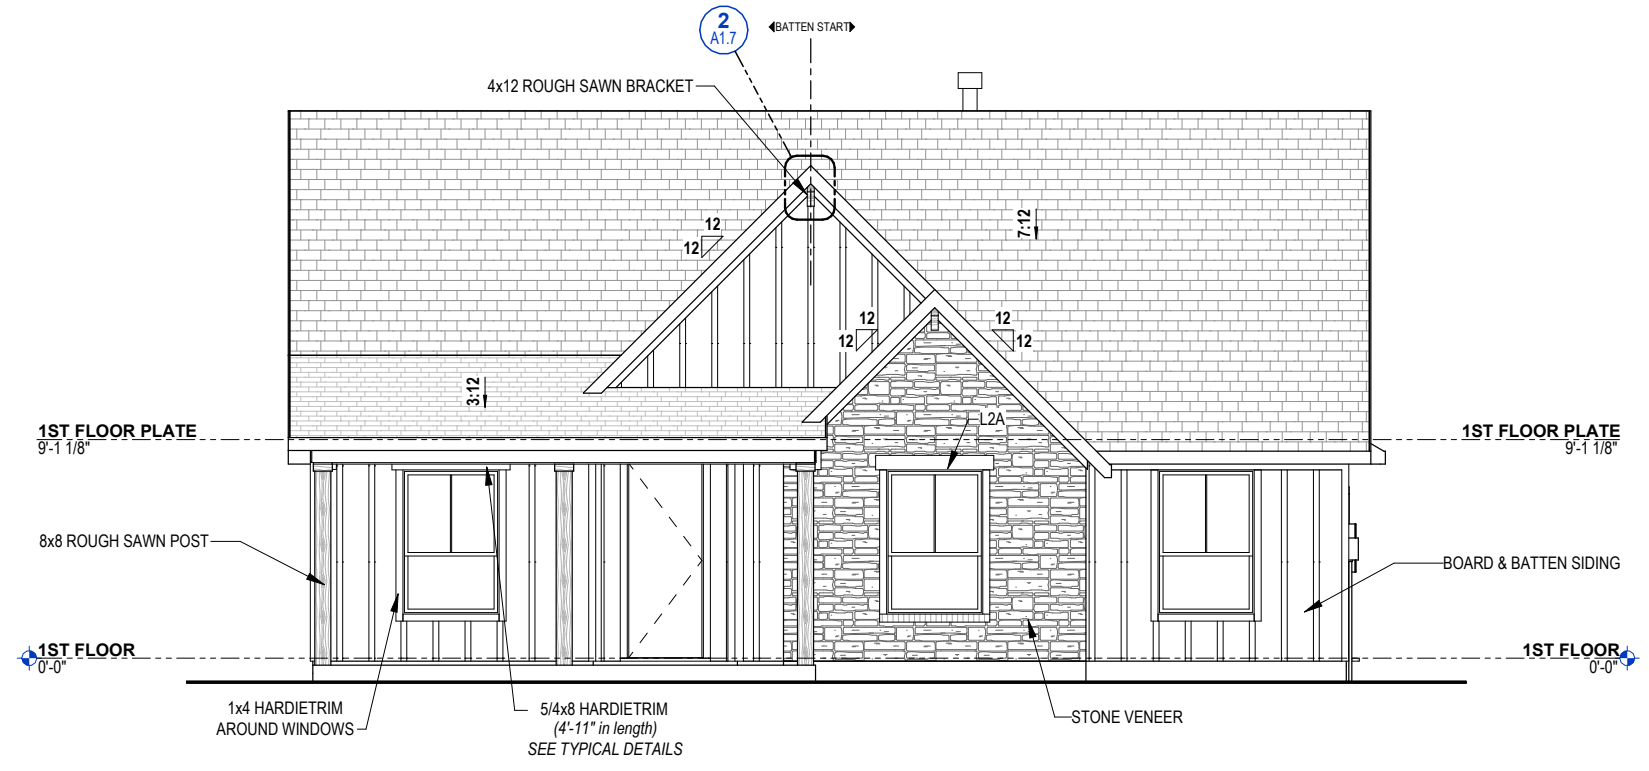 2
A1.7
BATTEN START
4x12 ROUGH SAWN BRACKET
12
12
7:12
12
12
12
12
3:12
L2A
1ST FLOOR PLATE
9'-1 1/8"
1ST FLOOR PLATE
9'-1 1/8"
8x8 ROUGH SAWN POST
BOARD & BATTEN SIDING
1ST FLOOR
0'-0"
1ST FLOOR
0'-0"
1x4 HARDIETRIM
AROUND WINDOWS
5/4x8 HARDIETRIM
(4'-11" in length)
SEE TYPICAL DETAILS
STONE VENEER